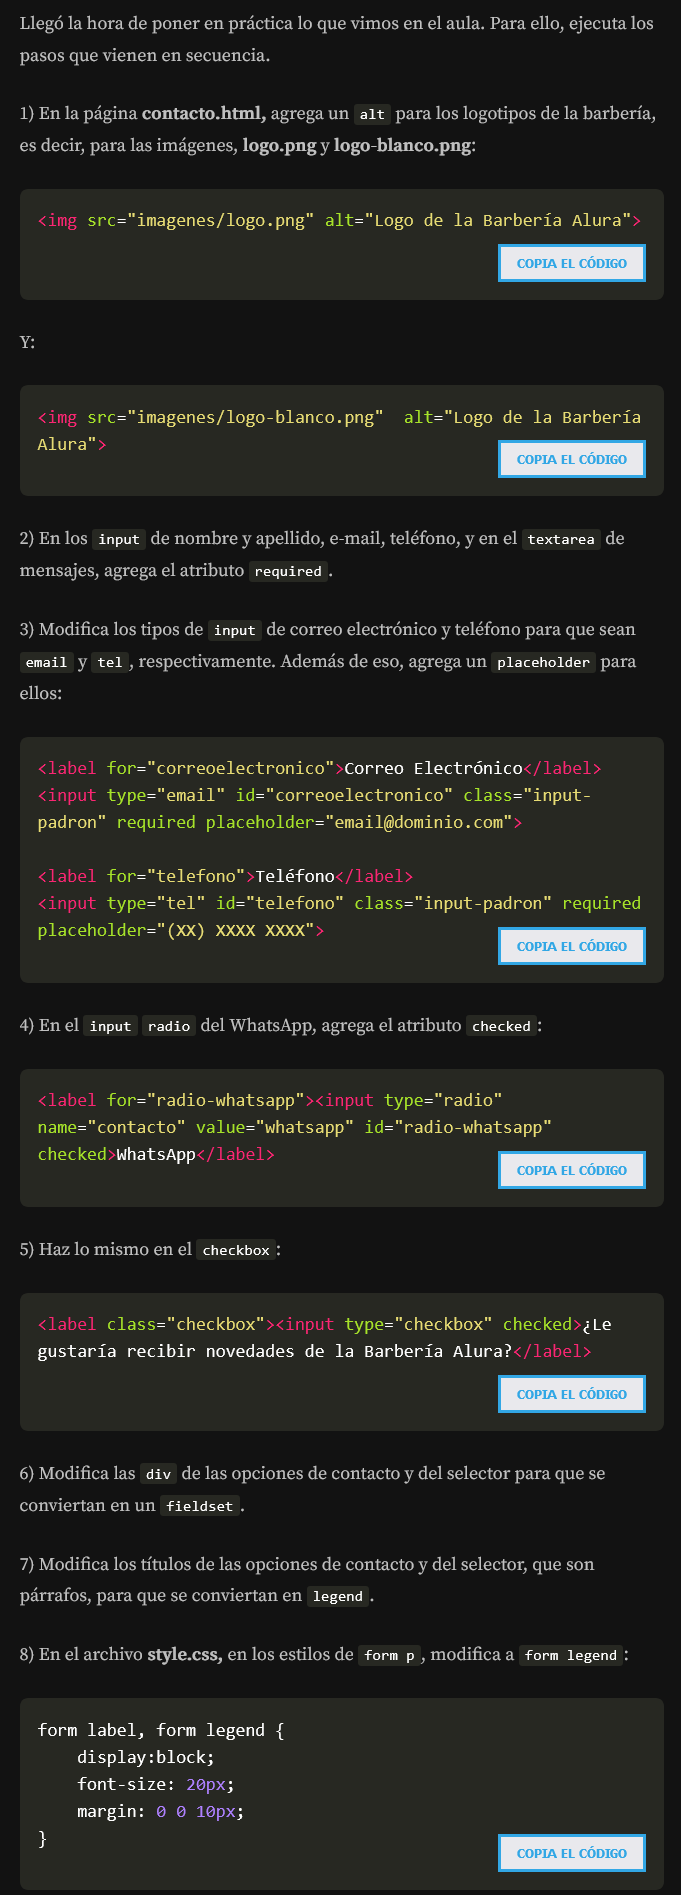 Llegó la hora de poner en práctica lo que vimos en el aula. Para ello, ejecuta los
pasos que vienen en secuencia.
1) En la página contacto.html, agrega un alt para los logotipos de la barbería,
es decir, para las imágenes, logo.png y logo-blanco.png:
<img src="imagenes/logo.png" alt="Logo de la Barbería Alura">
COPIA EL CÓDIGO
Y:
<img src="imagenes/logo-blanco.png"  alt="Logo de la Barbería
Alura">
COPIA EL CÓDIGO
2) En los input de nombre y apellido, e-mail, teléfono, y en el textarea de
mensajes, agrega el atributo required.
3) Modifica los tipos de input de correo electrónico y teléfono para que sean
email y tel, respectivamente. Además de eso, agrega un placeholder para
ellos:
<label for="correoelectronico">Correo Electrónico</label>
<input type="email" id="correoelectronico" class="input-
padron" required placeholder="email@dominio.com">
<label for="telefono">Teléfono</label>
<input type="tel" id="telefono" class="input-padron" required
placeholder="(XX) XXXX XXXX">
COPIA EL CÓDIGO
4) En el input radio del WhatsApp, agrega el atributo checked:
<label for="radio-whatsapp"><input type="radio"
name="contacto" value="whatsapp" id="radio-whatsapp"
checked>WhatsApp</label>
COPIA EL CÓDIGO
5) Haz lo mismo en el checkbox:
<label class="checkbox"><input type="checkbox" checked>¿Le
gustaría recibir novedades de la Barbería Alura?</label>
COPIA EL CÓDIGO
6) Modifica las div de las opciones de contacto y del selector para que se
conviertan en un fieldset.
7) Modifica los títulos de las opciones de contacto y del selector, que son
párrafos, para que se conviertan en legend.
8) En el archivo style.css, en los estilos de form p, modifica a form legend:
form label, form legend {
    display:block;
    font-size: 20px;
    margin: 0 0 10px;
}
COPIA EL CÓDIGO